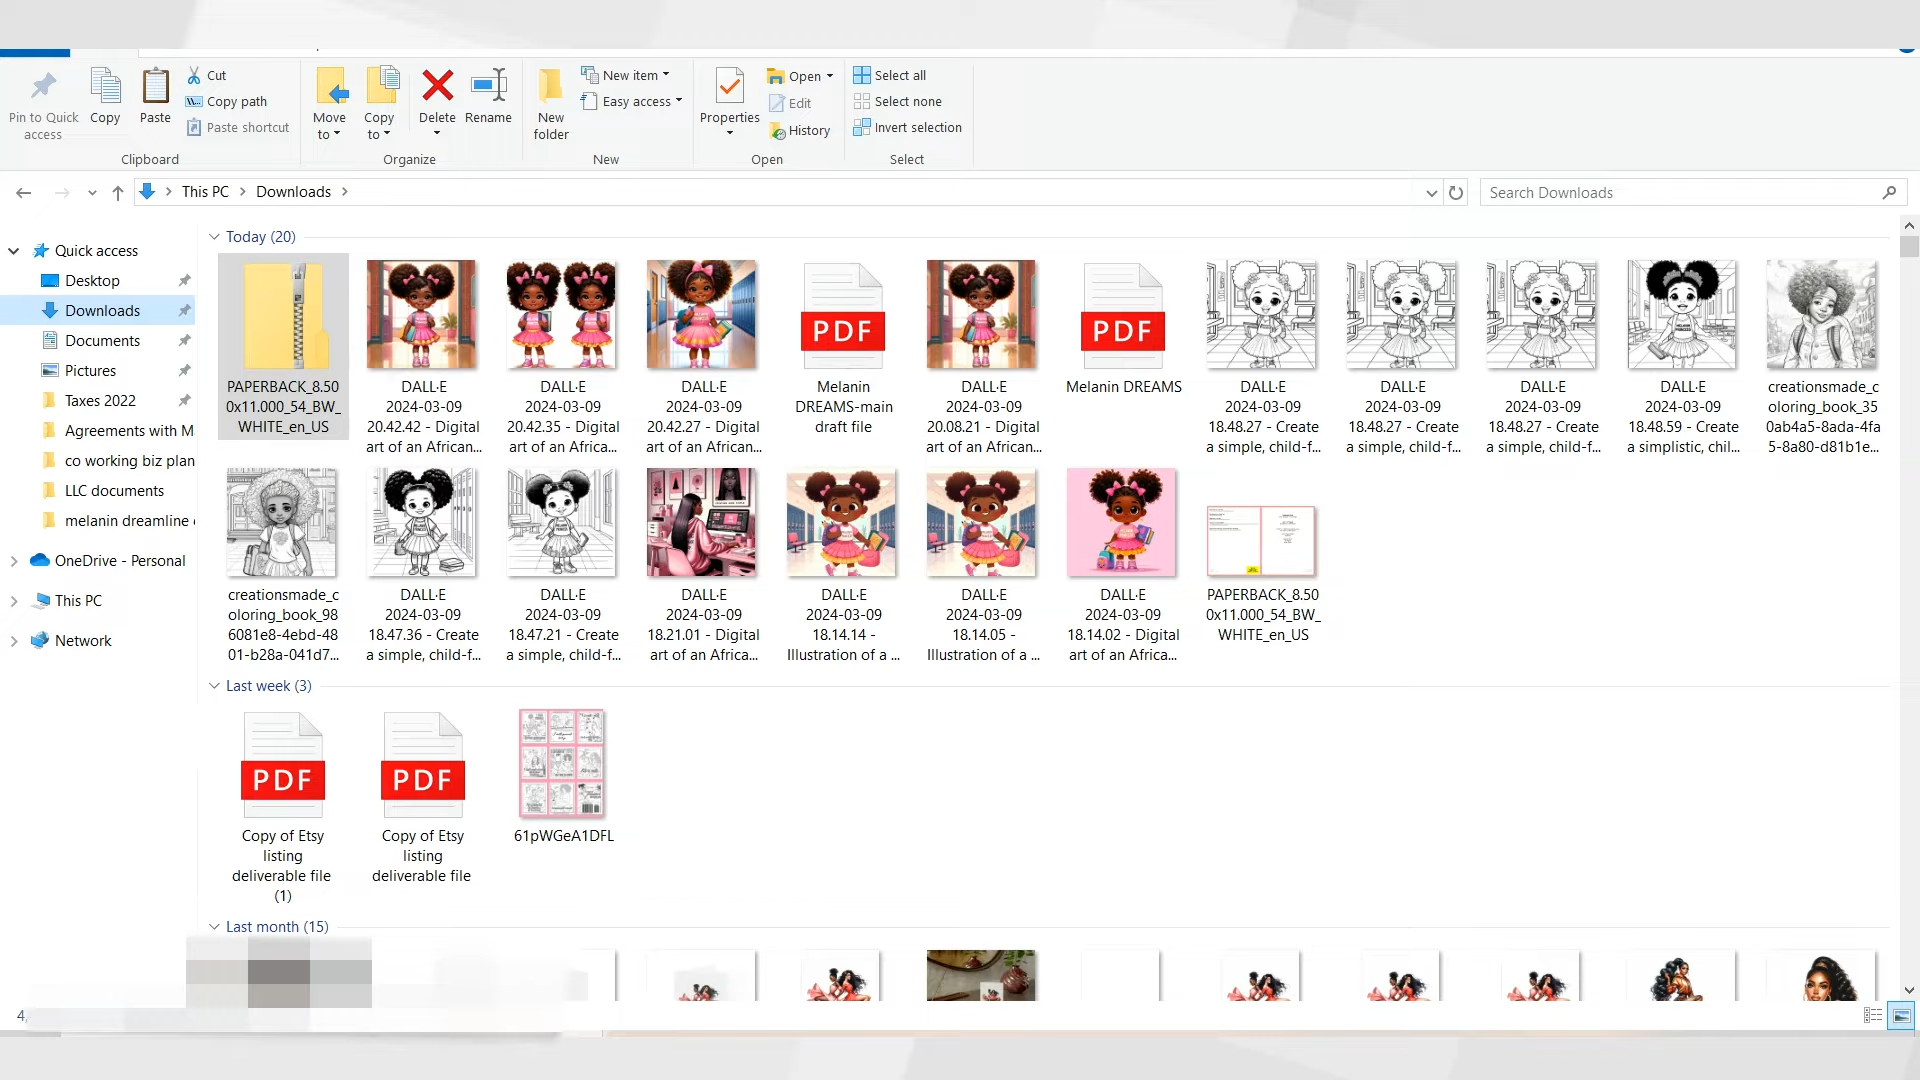 Pin to Quick
access
Copy
Paste
Cut
Copy path
Paste shortcut
Clipboard
Move
to
Copy
to
Delete
Rename
Organize
New
folder
New item
Easy access
New
Properties
Open
Edit
History
Open
Select all
Select none
Invert selection
Select
This PC
Downloads
Search Downloads
Quick access
Desktop
Downloads
Documents
Pictures
Taxes 2022
Agreements with M
co working biz plan
LLC documents
melanin dreamline
OneDrive - Personal
This PC
Network
Today (20)
PAPERBACK_8.50
0x11.000_54_BW_
WHITE_en_US
DALL·E
2024-03-09
20.42.42 - Digital
art of an African...
DALL·E
2024-03-09
20.42.35 - Digital
art of an Africa...
DALL·E
2024-03-09
20.42.27 - Digital
art of an African...
PDF
Melanin
DREAMS-main
draft file
DALL·E
2024-03-09
20.08.21 - Digital
art of an African...
PDF
Melanin DREAMS
DALL·E
2024-03-09
18.48.27 - Create
a simple, child-f...
DALL·E
2024-03-09
18.48.27 - Create
a simple, child-f...
DALL·E
2024-03-09
18.48.27 - Create
a simple, child-f...
DALL·E
2024-03-09
18.48.59 - Create
a simplistic, chil...
creationsmade_c
oloring_book_35
0ab4a5-8ada-4fa
5-8a80-d81b1e...
creationsmade_c
oloring_book_98
6081e8-4ebd-48
01-b28a-041d7...
DALL·E
2024-03-09
18.47.36 - Create
a simple, child-f...
DALL·E
2024-03-09
18.47.21 - Create
a simple, child-f...
DALL·E
2024-03-09
18.21.01 - Digital
art of an Africa...
DALL·E
2024-03-09
18.14.14 -
Illustration of a ...
DALL·E
2024-03-09
18.14.05 -
Illustration of a ...
DALL·E
2024-03-09
18.14.02 - Digital
art of an Africa...
PAPERBACK_8.50
0x11.000_54_BW_
WHITE_en_US
Last week (3)
PDF
Copy of Etsy
listing
deliverable file
(1)
PDF
Copy of Etsy
listing
deliverable file
61pWGeA1DFL
Last month (15)
4,